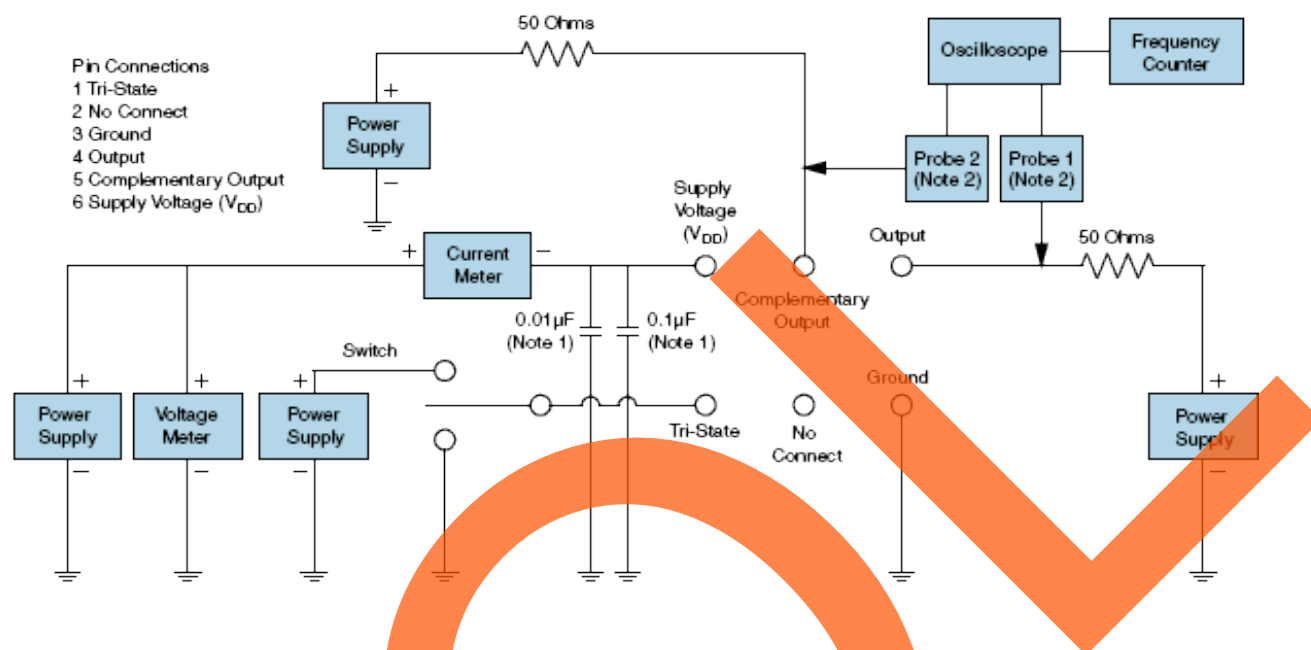 50 Ohms
Pin Connections
1 Tri-State
2 No Connect
3 Ground
4 Output
5 Complementary Output
6 Supply Voltage (VDD)
+
Power
Supply
−
Oscilloscope
Frequency
Counter
Probe 2
(Note 2)
Probe 1
(Note 2)
Supply
Voltage
(VDD)
Output
50 Ohms
+
Current
Meter
−
Complementary
Output
0.01µF
(Note 1)
0.1µF
(Note 1)
Switch
+
Power
Supply
−
+
Voltage
Meter
−
+
Power
Supply
−
Tri-State
No
Connect
Ground
+
Power
Supply
−